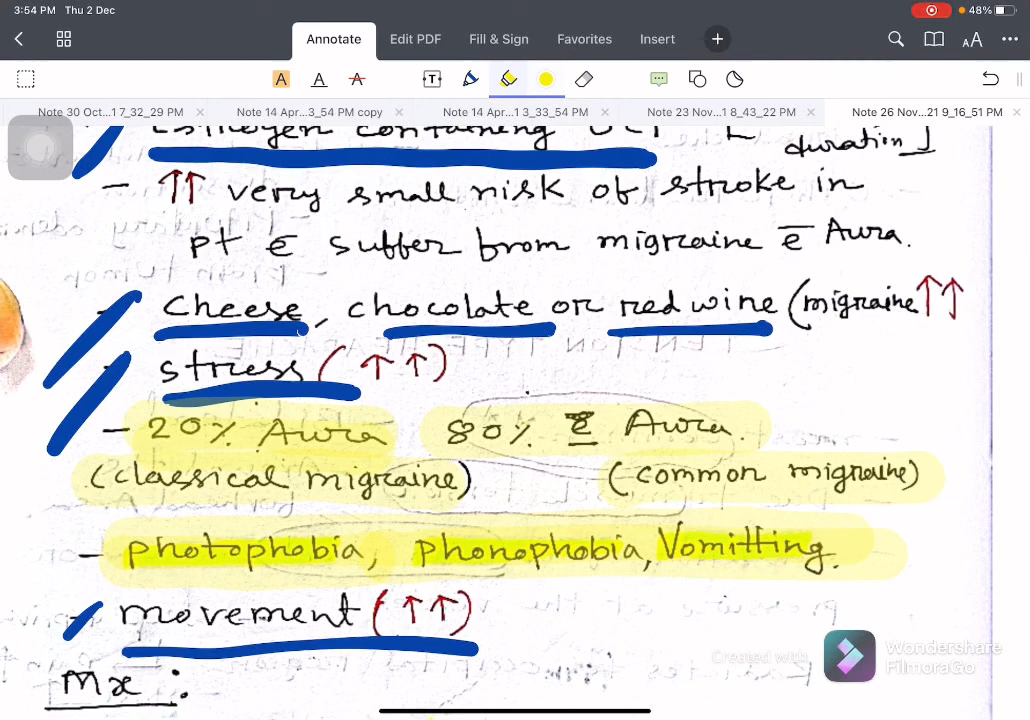 3:54 PM Thu 2 Dec
48%
Annotate Edit PDF Fill & Sign Favorites Insert
Note 30 Oct...1 7_32_29 PM × Note 14 Apr...3_54 PM copy × Note 14 Apr...1 3_33_54 PM × Note 23 Nov...1 8_43_22 PM × Note 26 Nov...21 9_16_51 PM ×
Estrogen containing OCP
duration
- ↑↑ very small risk of stroke in
pt c̄ suffer from migraine c̄ Aura.
- Cheese, chocolate or red wine (migraine ↑↑
- stress (↑↑)
- 20% Aura 80% Aura.
(classical migraine) (common migraine)
- photophobia, phonophobia, Vomitting.
- movement (↑↑)
Mx :
Created with Wondershare
FilmoraGo